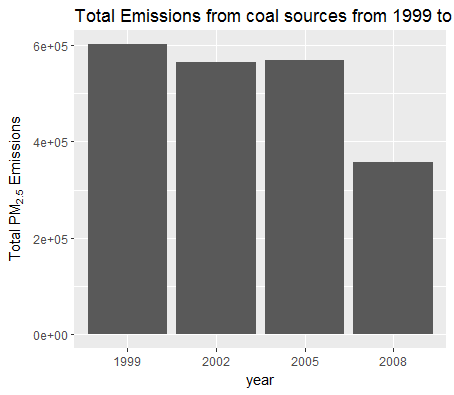 Total Emissions from coal sources from 1999 to
6e+05
4e+05
2e+05
0e+00
Total PM2.5 Emissions
1999 2002 2005 2008
year